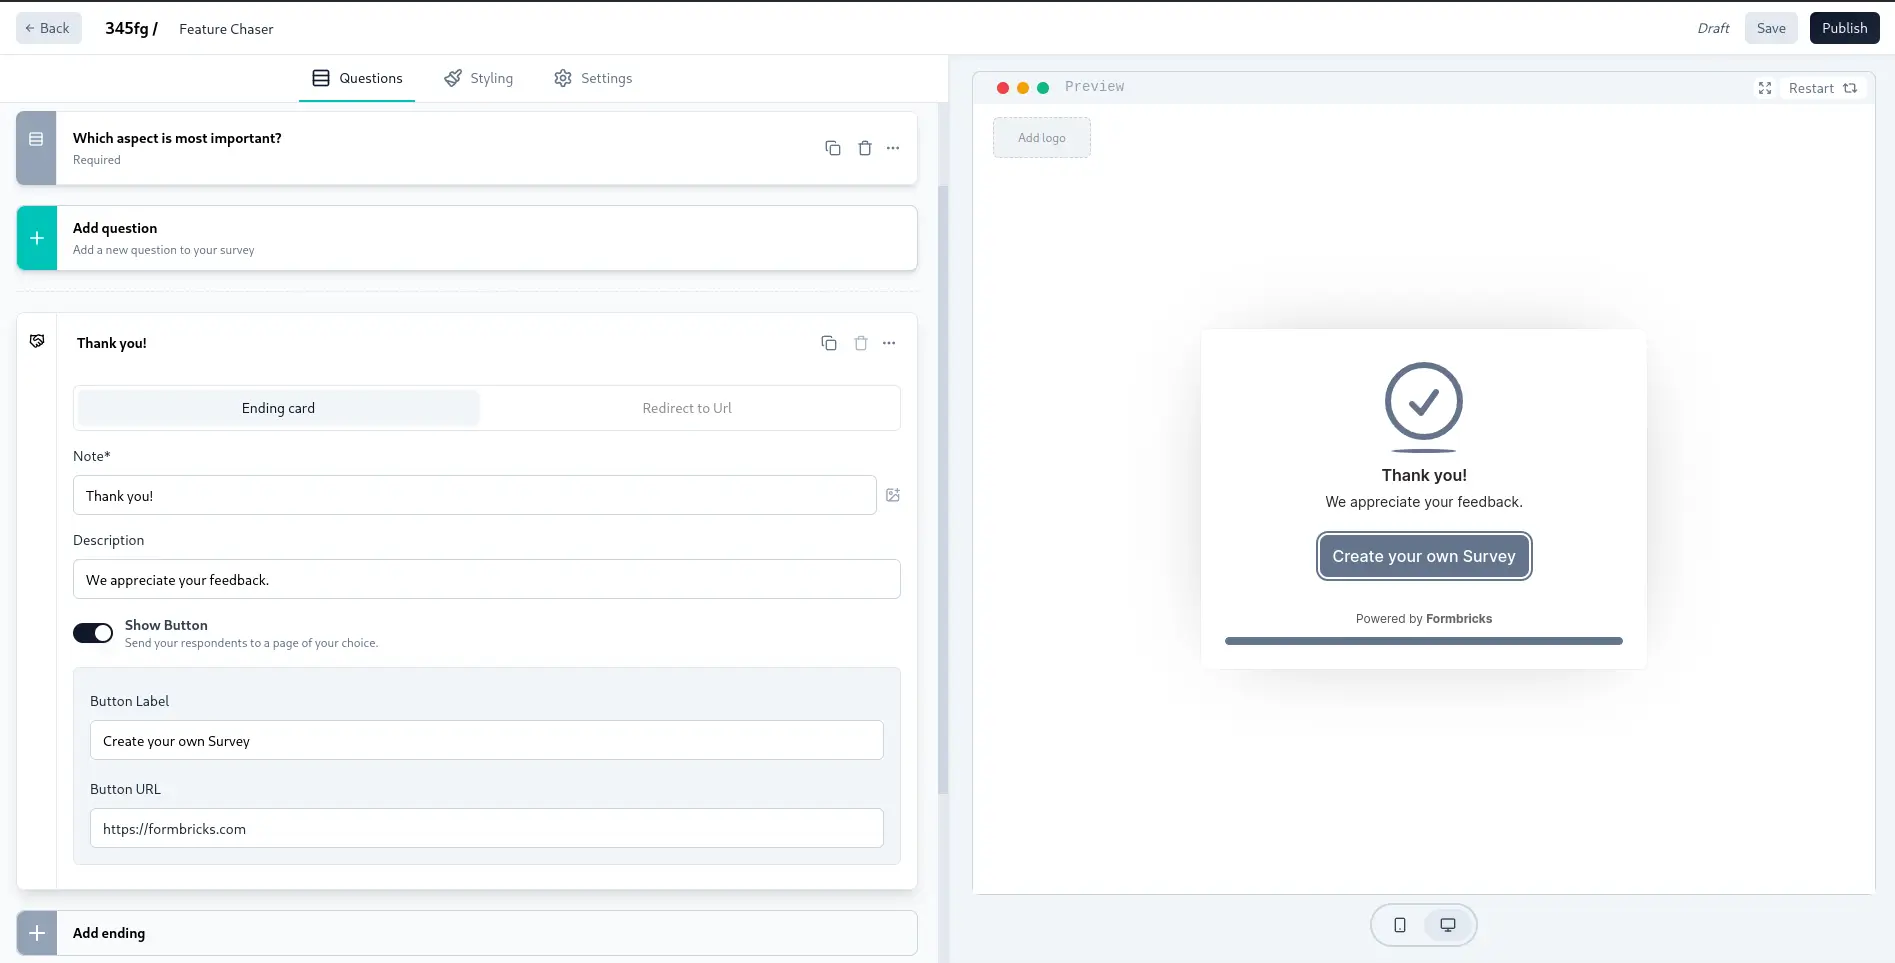 Back
345fg /
Feature Chaser
Draft
Save
Publish
Questions
Styling
Settings
Which aspect is most important?
Required
Add question
Add a new question to your survey
Thank you!
Ending card
Redirect to Url
Note*
Thank you!
Description
We appreciate your feedback.
Show Button
Send your respondents to a page of your choice.
Button Label
Create your own Survey
Button URL
https://formbricks.com
Add ending
Preview
Restart
Add logo
Thank you!
We appreciate your feedback.
Create your own Survey
Powered by Formbricks